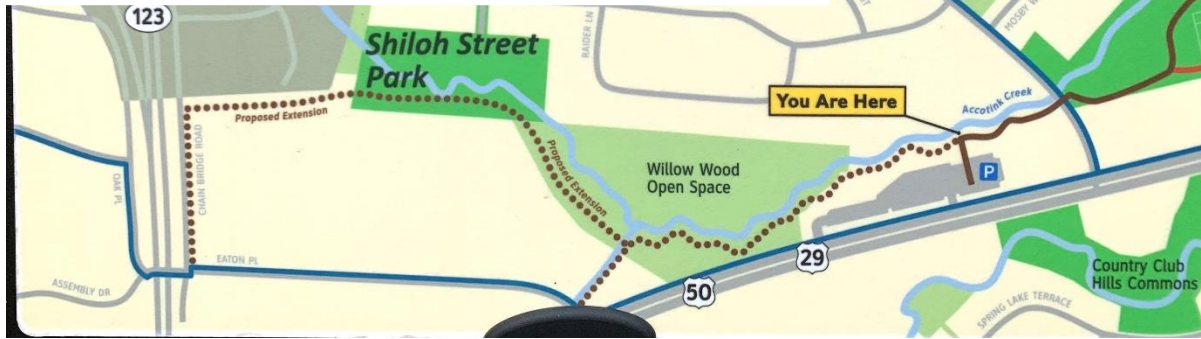 123
Shiloh Street
Park
RAIDER LN
You Are Here
Accotink Creek
Proposed Extension
Proposed Extension
Willow Wood
Open Space
P
OAK PL
CHAIN BRIDGE ROAD
EATON PL
ASSEMBLY DR
29
50
Country Club
Hills Commons
SPRING LAKE TERRACE